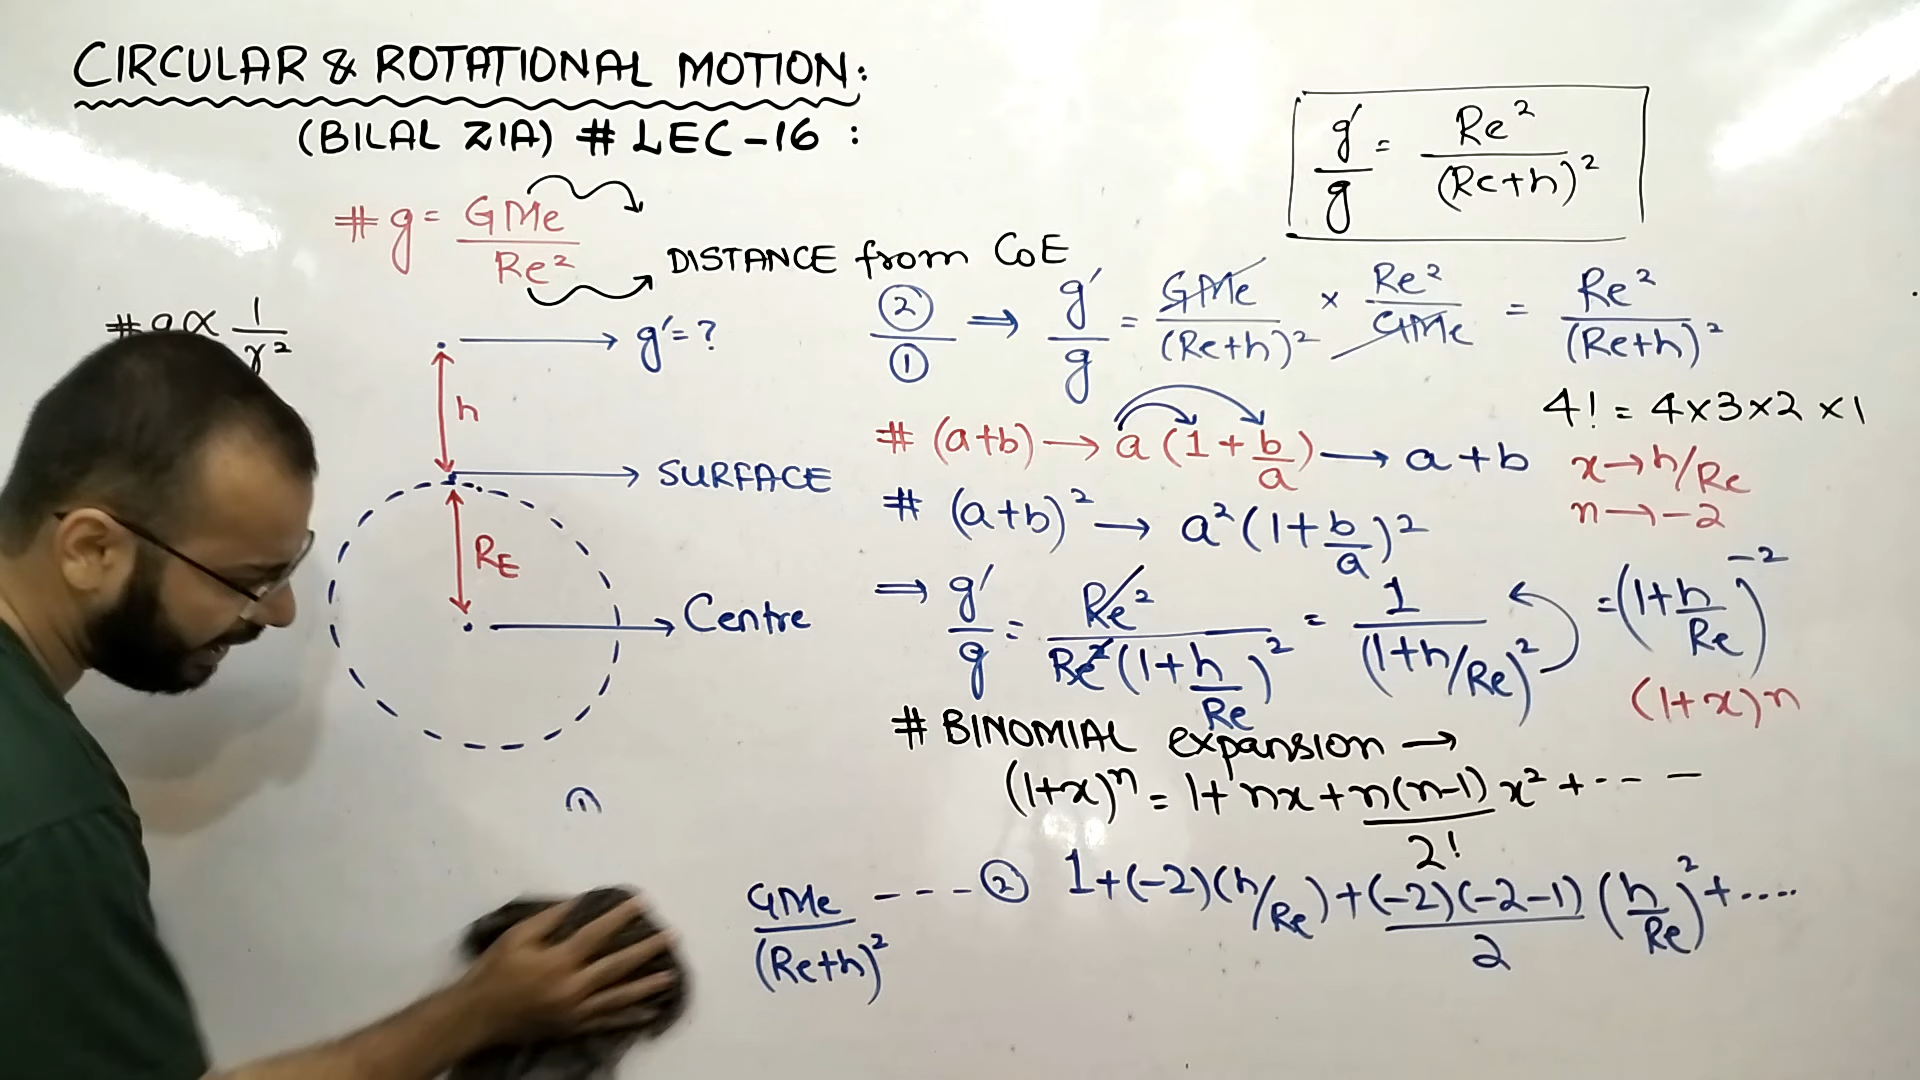 CIRCULAR & ROTATIONAL MOTION:
(BILAL ZIA) # LEC-16 :
g'/g = Re²/(Re+h)²
# g = GMe/Re²
DISTANCE from CoE
# g ∝ 1/r²
g' = ?
h
SURFACE
RE
Centre
②/① ⇒ g'/g = GMe/(Re+h)² × Re²/GMe = Re²/(Re+h)²
4! = 4×3×2×1
# (a+b) → a(1+b/a) → a+b
x→h/Re
n→-2
# (a+b)² → a²(1+b/a)²
⇒ g'/g = Re²/Re²(1+h/Re)² = 1/(1+h/Re)² = (1+h/Re)⁻²
(1+x)n
# BINOMIAL expansion →
(1+x)ⁿ = 1+nx+n(n-1)/2! x²+-----
①
GMe/(Re+h)² ---②
1+(-2)(h/Re)+(-2)(-2-1)/2 (h/Re)²+....